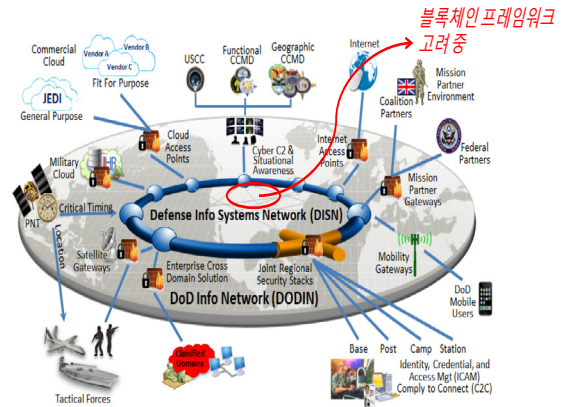 블록체인 프레임워크
고려 중
Commercial
Cloud
Vendor A
Vendor B
Vendor C
Fit For Purpose
JEDI
General Purpose
USCC
Functional
CCMD
Geographic
CCMD
Internet
Mission
Partner
Environment
Coalition
Partners
Federal
Partners
Cloud
Access
Points
Cyber C2 &
Situational
Awareness
Internet
Access
Points
Military
Cloud
Mission
Partner
Gateways
PNT
Critical Timing
Location
Defense Info Systems Network (DISN)
Satellite
Gateways
Enterprise Cross
Domain Solution
Joint Regional
Security Stacks
Mobility
Gateways
DoD Info Network (DODIN)
DoD
Mobile
Users
Classified
Domains
Tactical Forces
Base Post Camp Station
Identity, Credential, and
Access Mgt (ICAM)
Comply to Connect (C2C)